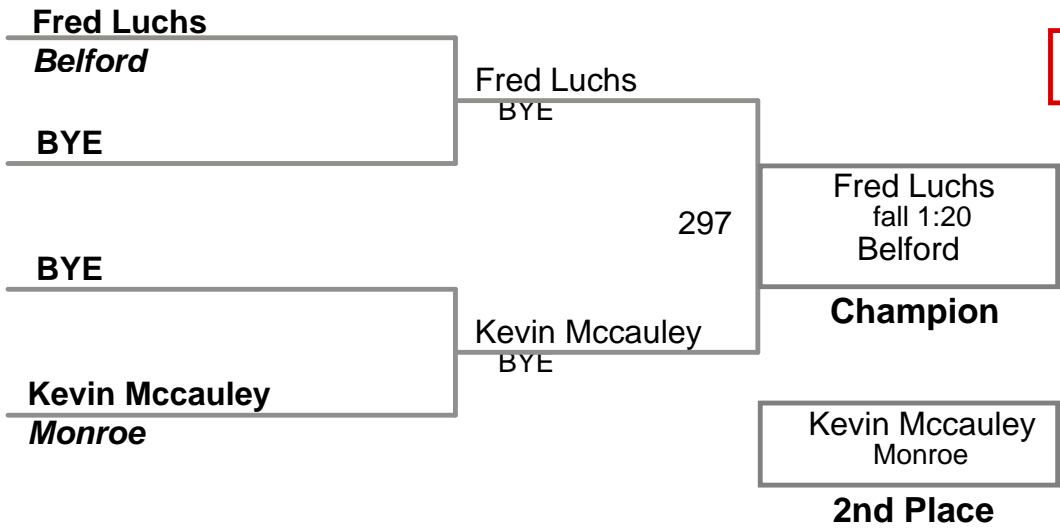 Fred Luchs
Belford
Fred Luchs
BYE
BYE
Fred Luchs
fall 1:20
Belford
297
BYE
Champion
Kevin Mccauley
BYE
Kevin Mccauley
Monroe
Kevin Mccauley
Monroe
2nd Place